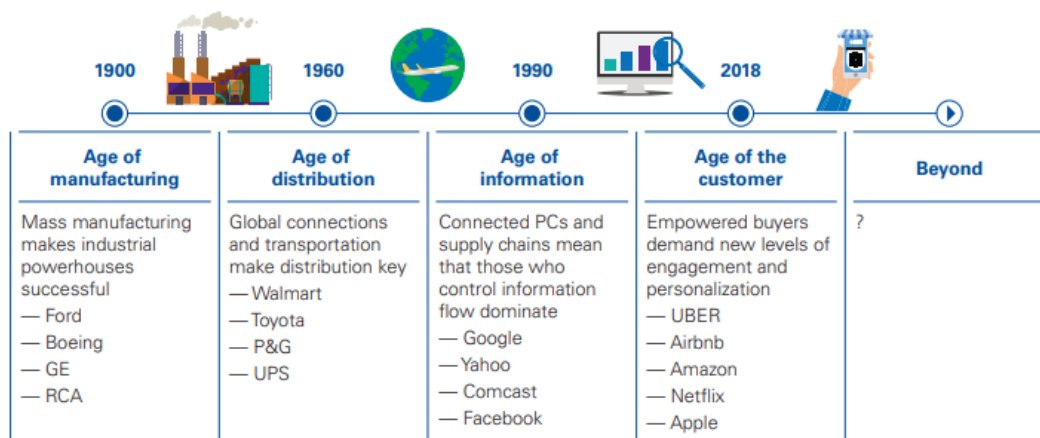 1900
1960
1990
2018
Age of
manufacturing
Mass manufacturing
makes industrial
powerhouses
successful
— Ford
— Boeing
— GE
— RCA
Age of
distribution
Global connections
and transportation
make distribution key
— Walmart
— Toyota
— P&G
— UPS
Age of
information
Connected PCs and
supply chains mean
that those who
control information
flow dominate
— Google
— Yahoo
— Comcast
— Facebook
Age of the
customer
Empowered buyers
demand new levels of
engagement and
personalization
— UBER
— Airbnb
— Amazon
— Netflix
— Apple
Beyond
?